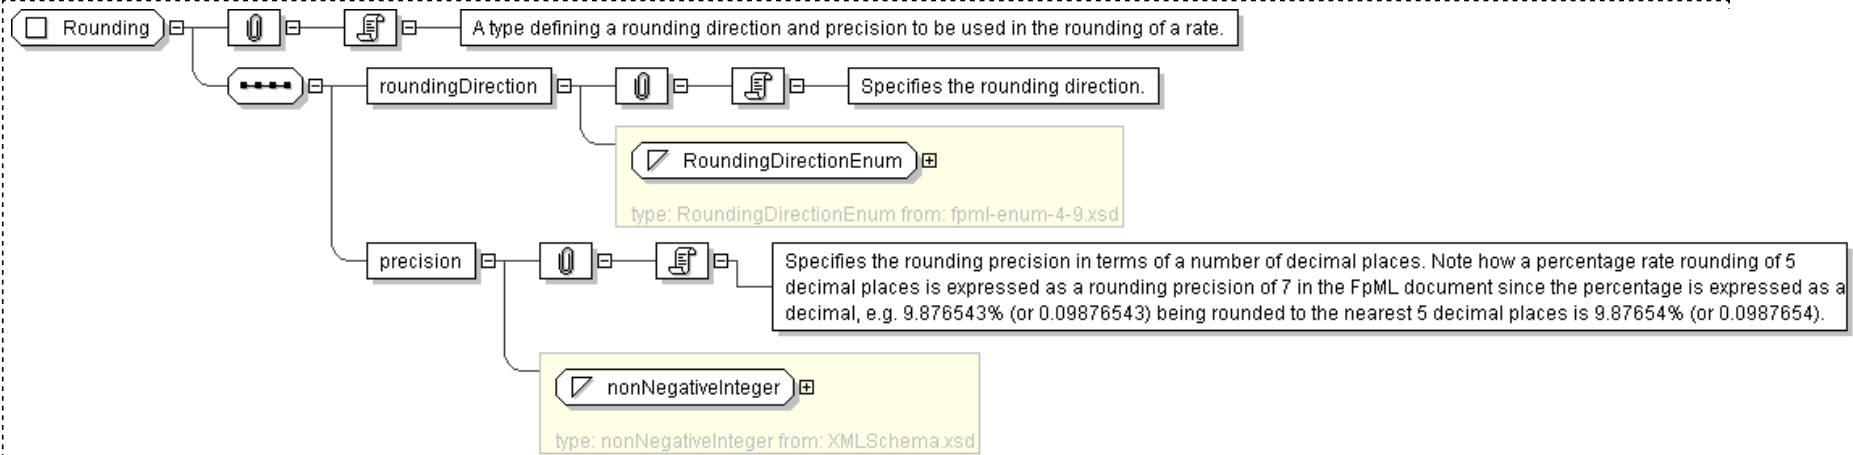 Rounding
A type defining a rounding direction and precision to be used in the rounding of a rate.
roundingDirection
Specifies the rounding direction.
RoundingDirectionEnum
type: RoundingDirectionEnum from: fpml-enum-4-9.xsd
precision
Specifies the rounding precision in terms of a number of decimal places. Note how a percentage rate rounding of 5
decimal places is expressed as a rounding precision of 7 in the FpML document since the percentage is expressed as a
decimal, e.g. 9.876543% (or 0.09876543) being rounded to the nearest 5 decimal places is 9.87654% (or 0.0987654).
nonNegativeInteger
type: nonNegativeInteger from: XMLSchema.xsd